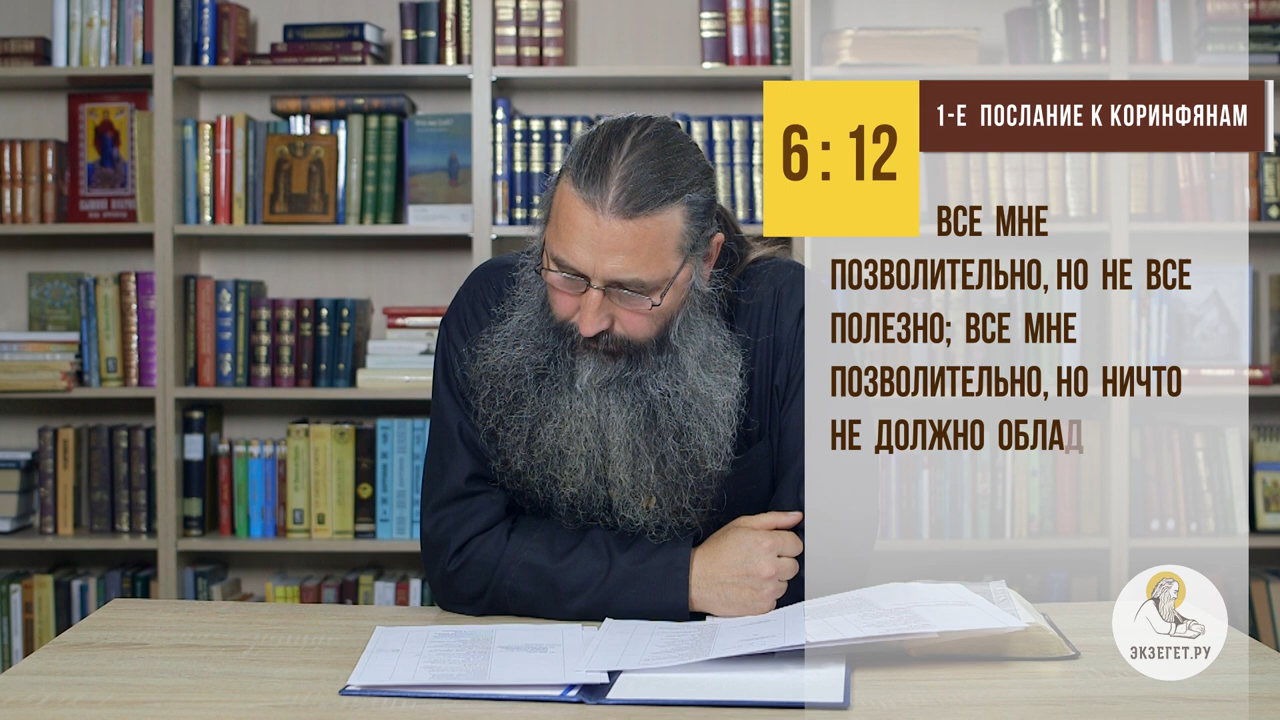 6 : 12
1-Е ПОСЛАНИЕ К КОРИНФЯНАМ
ВСЕ МНЕ
ПОЗВОЛИТЕЛЬНО, НО НЕ ВСЕ
ПОЛЕЗНО; ВСЕ МНЕ
ПОЗВОЛИТЕЛЬНО, НО НИЧТО
НЕ ДОЛЖНО ОБЛАД
ЭКЗЕГЕТ.РУ